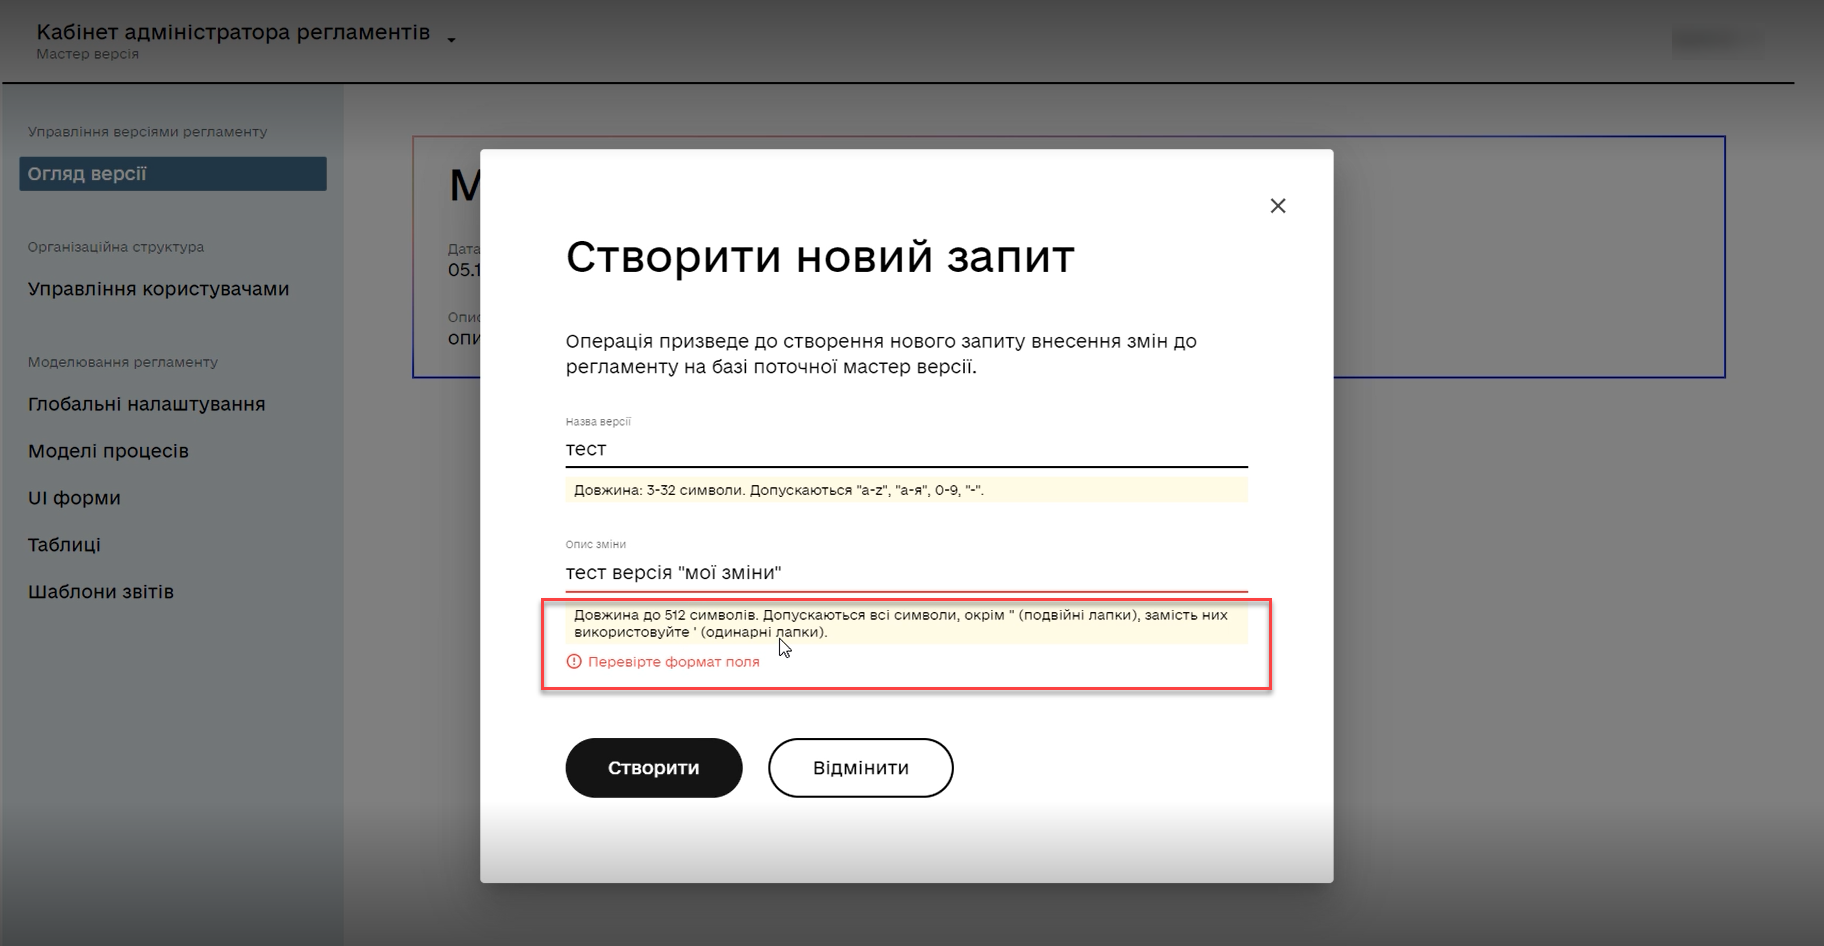 Кабінет адміністратора регламентів
Мастер версія
Управління версіями регламенту
Огляд версії
Організаційна структура
Управління користувачами
Моделювання регламенту
Глобальні налаштування
Моделі процесів
UI форми
Таблиці
Шаблони звітів
Дата
Створити новий запит
Операція призведе до створення нового запиту внесення змін до
регламенту на базі поточної мастер версії.
Назва версії
тест
Довжина: 3-32 символи. Допускаються "a-z", "а-я", 0-9, "-".
Опис зміни
тест версія "мої зміни"
Довжина до 512 символів. Допускаються всі символи, окрім " (подвійні лапки), замість них
використовуйте ' (одинарні лапки).
Перевірте формат поля
Створити
Відмінити